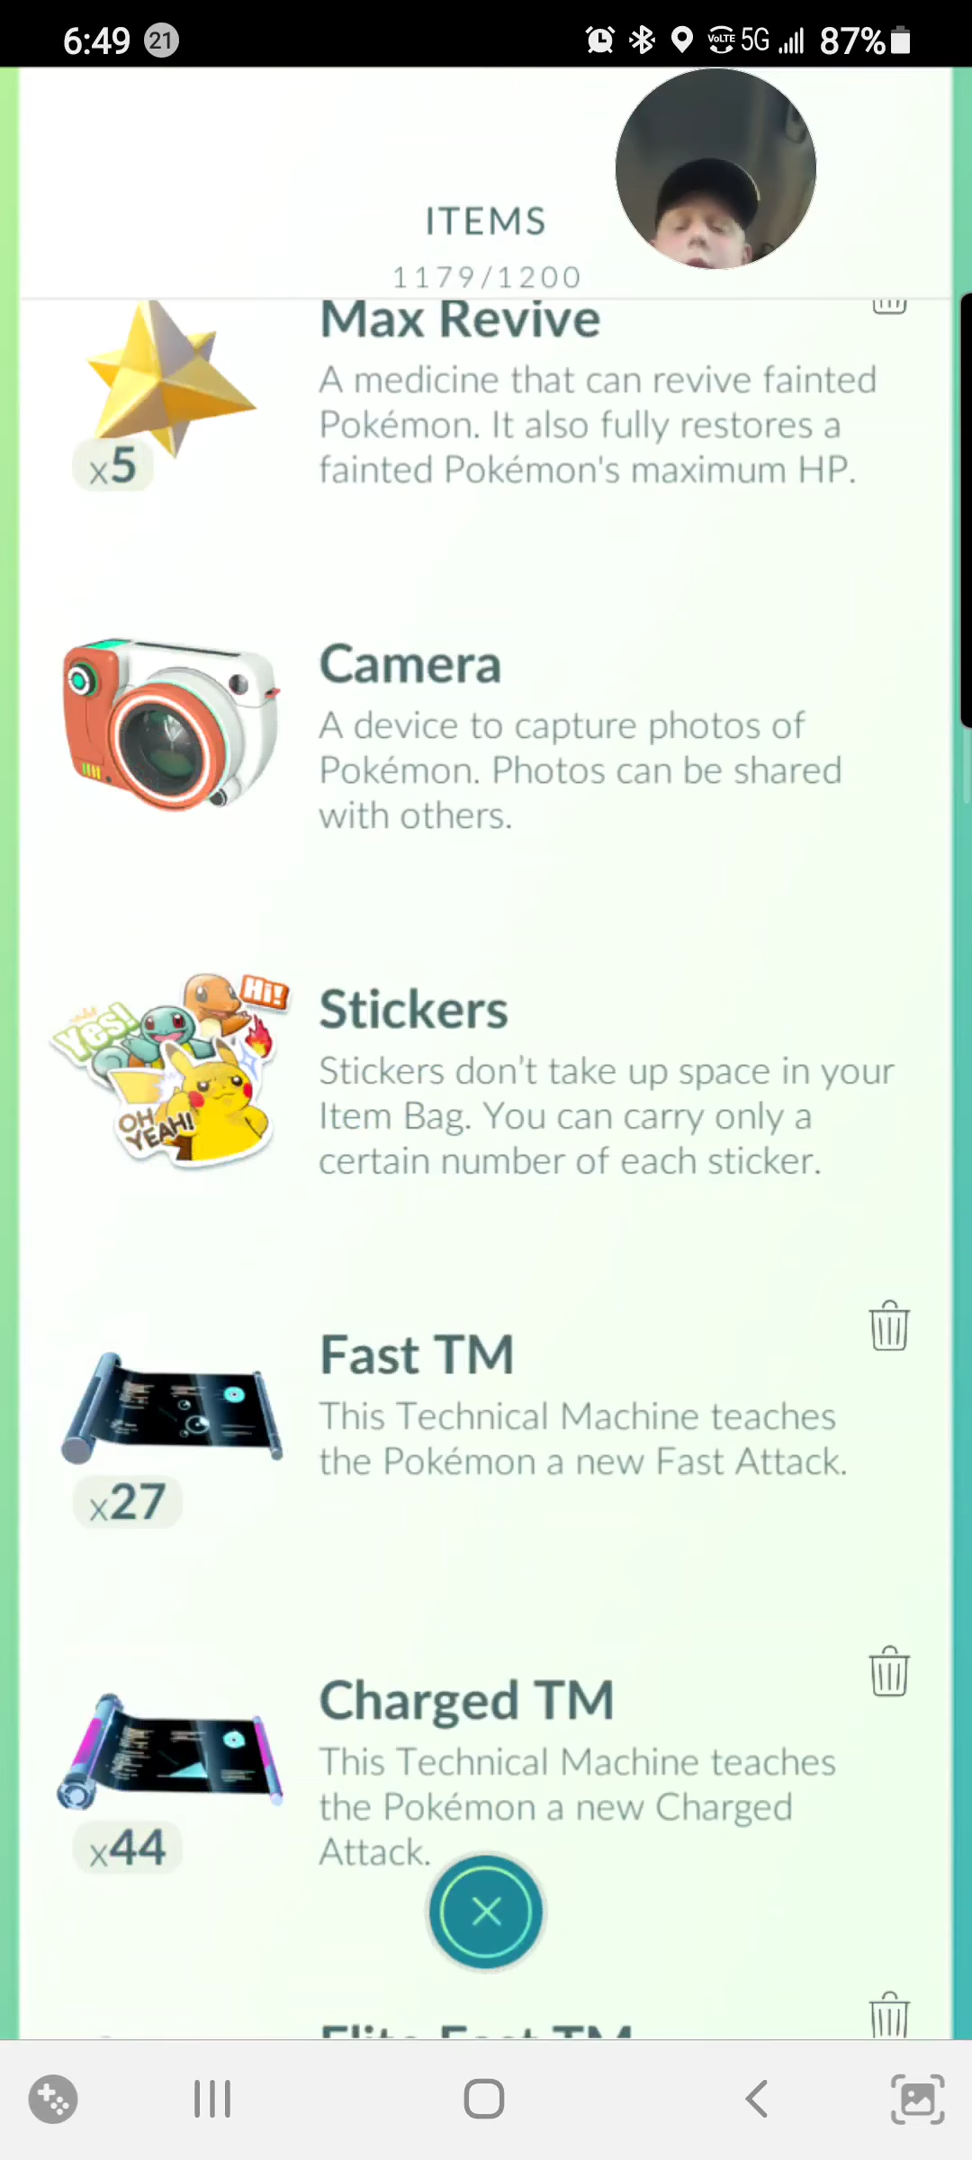 6:49 21 VoLTE 5G 87%
ITEMS
1179/1200
Max Revive
A medicine that can revive fainted
Pokémon. It also fully restores a
fainted Pokémon's maximum HP.
x5
Camera
A device to capture photos of
Pokémon. Photos can be shared
with others.
Yes!
Hi!
OH
YEAH!
Stickers
Stickers don't take up space in your
Item Bag. You can carry only a
certain number of each sticker.
Fast TM
This Technical Machine teaches
the Pokémon a new Fast Attack.
x27
Charged TM
This Technical Machine teaches
the Pokémon a new Charged
Attack.
x44
Elite Fast TM